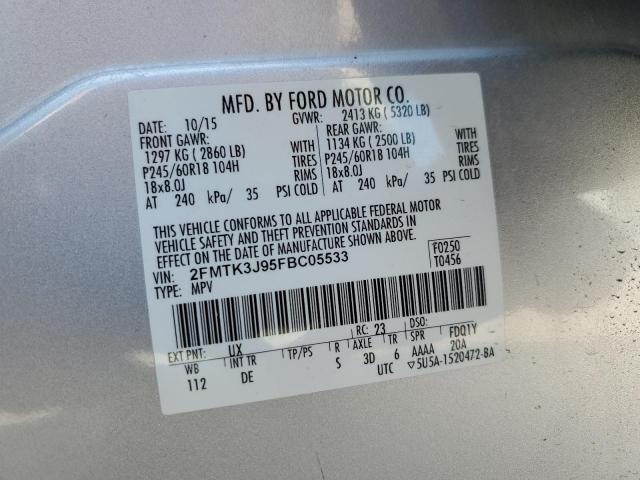 MFD. BY FORD MOTOR CO.
DATE: 10/15 GVWR: 2413 KG ( 5320 LB)
FRONT GAWR: REAR GAWR:
1297 KG ( 2860 LB) WITH 1134 KG ( 2500 LB) WITH
P245/60R18 104H TIRES P245/60R18 104H TIRES
18x8.0J RIMS 18x8.0J RIMS
AT 240 kPa/ 35 PSI COLD AT 240 kPa/ 35 PSI COLD
THIS VEHICLE CONFORMS TO ALL APPLICABLE FEDERAL MOTOR
VEHICLE SAFETY AND THEFT PREVENTION STANDARDS IN
EFFECT ON THE DATE OF MANUFACTURE SHOWN ABOVE.
VIN: 2FMTK3J95FBC05533 F0250
TYPE: MPV T0456
EXT PNT: UX RC: 23 DSO:
WB INT TR TP/PS R AXLE TR SPR FDQ1Y
112 DE S 3D 6 AAAA 20A
UTC ▽5U5A-1520472-BA